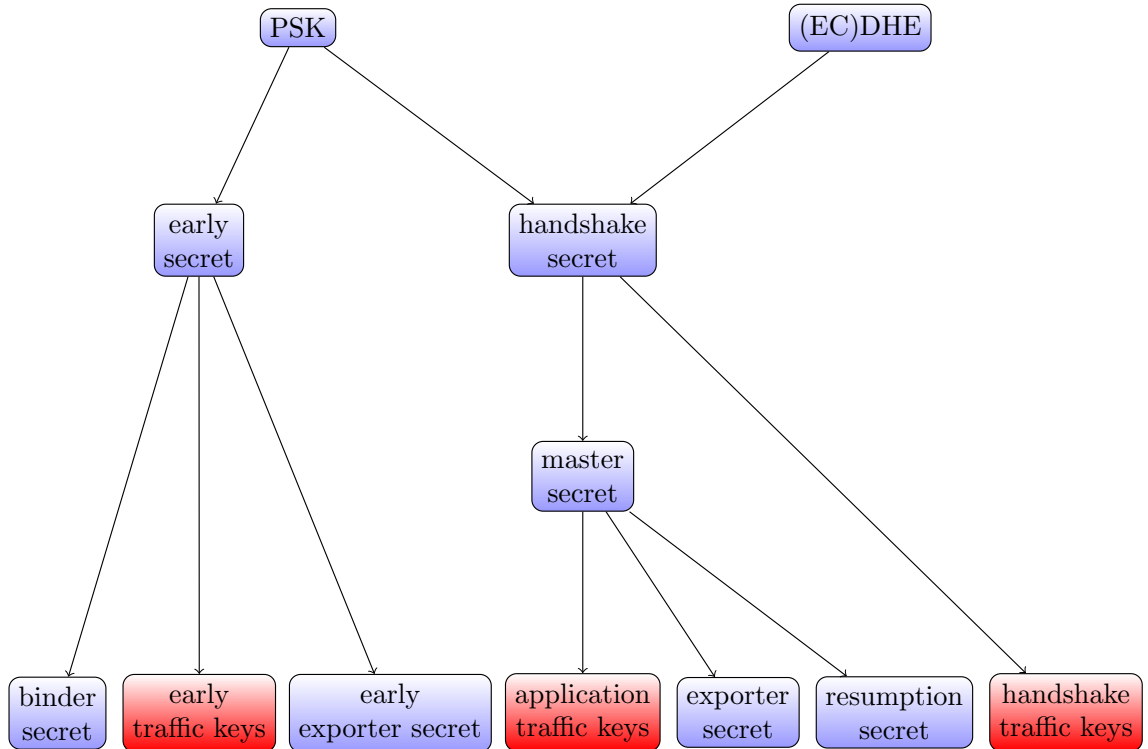 PSK
(EC)DHE
early
secret
handshake
secret
master
secret
binder
secret
early
traffic keys
early
exporter secret
application
traffic keys
exporter
secret
resumption
secret
handshake
traffic keys